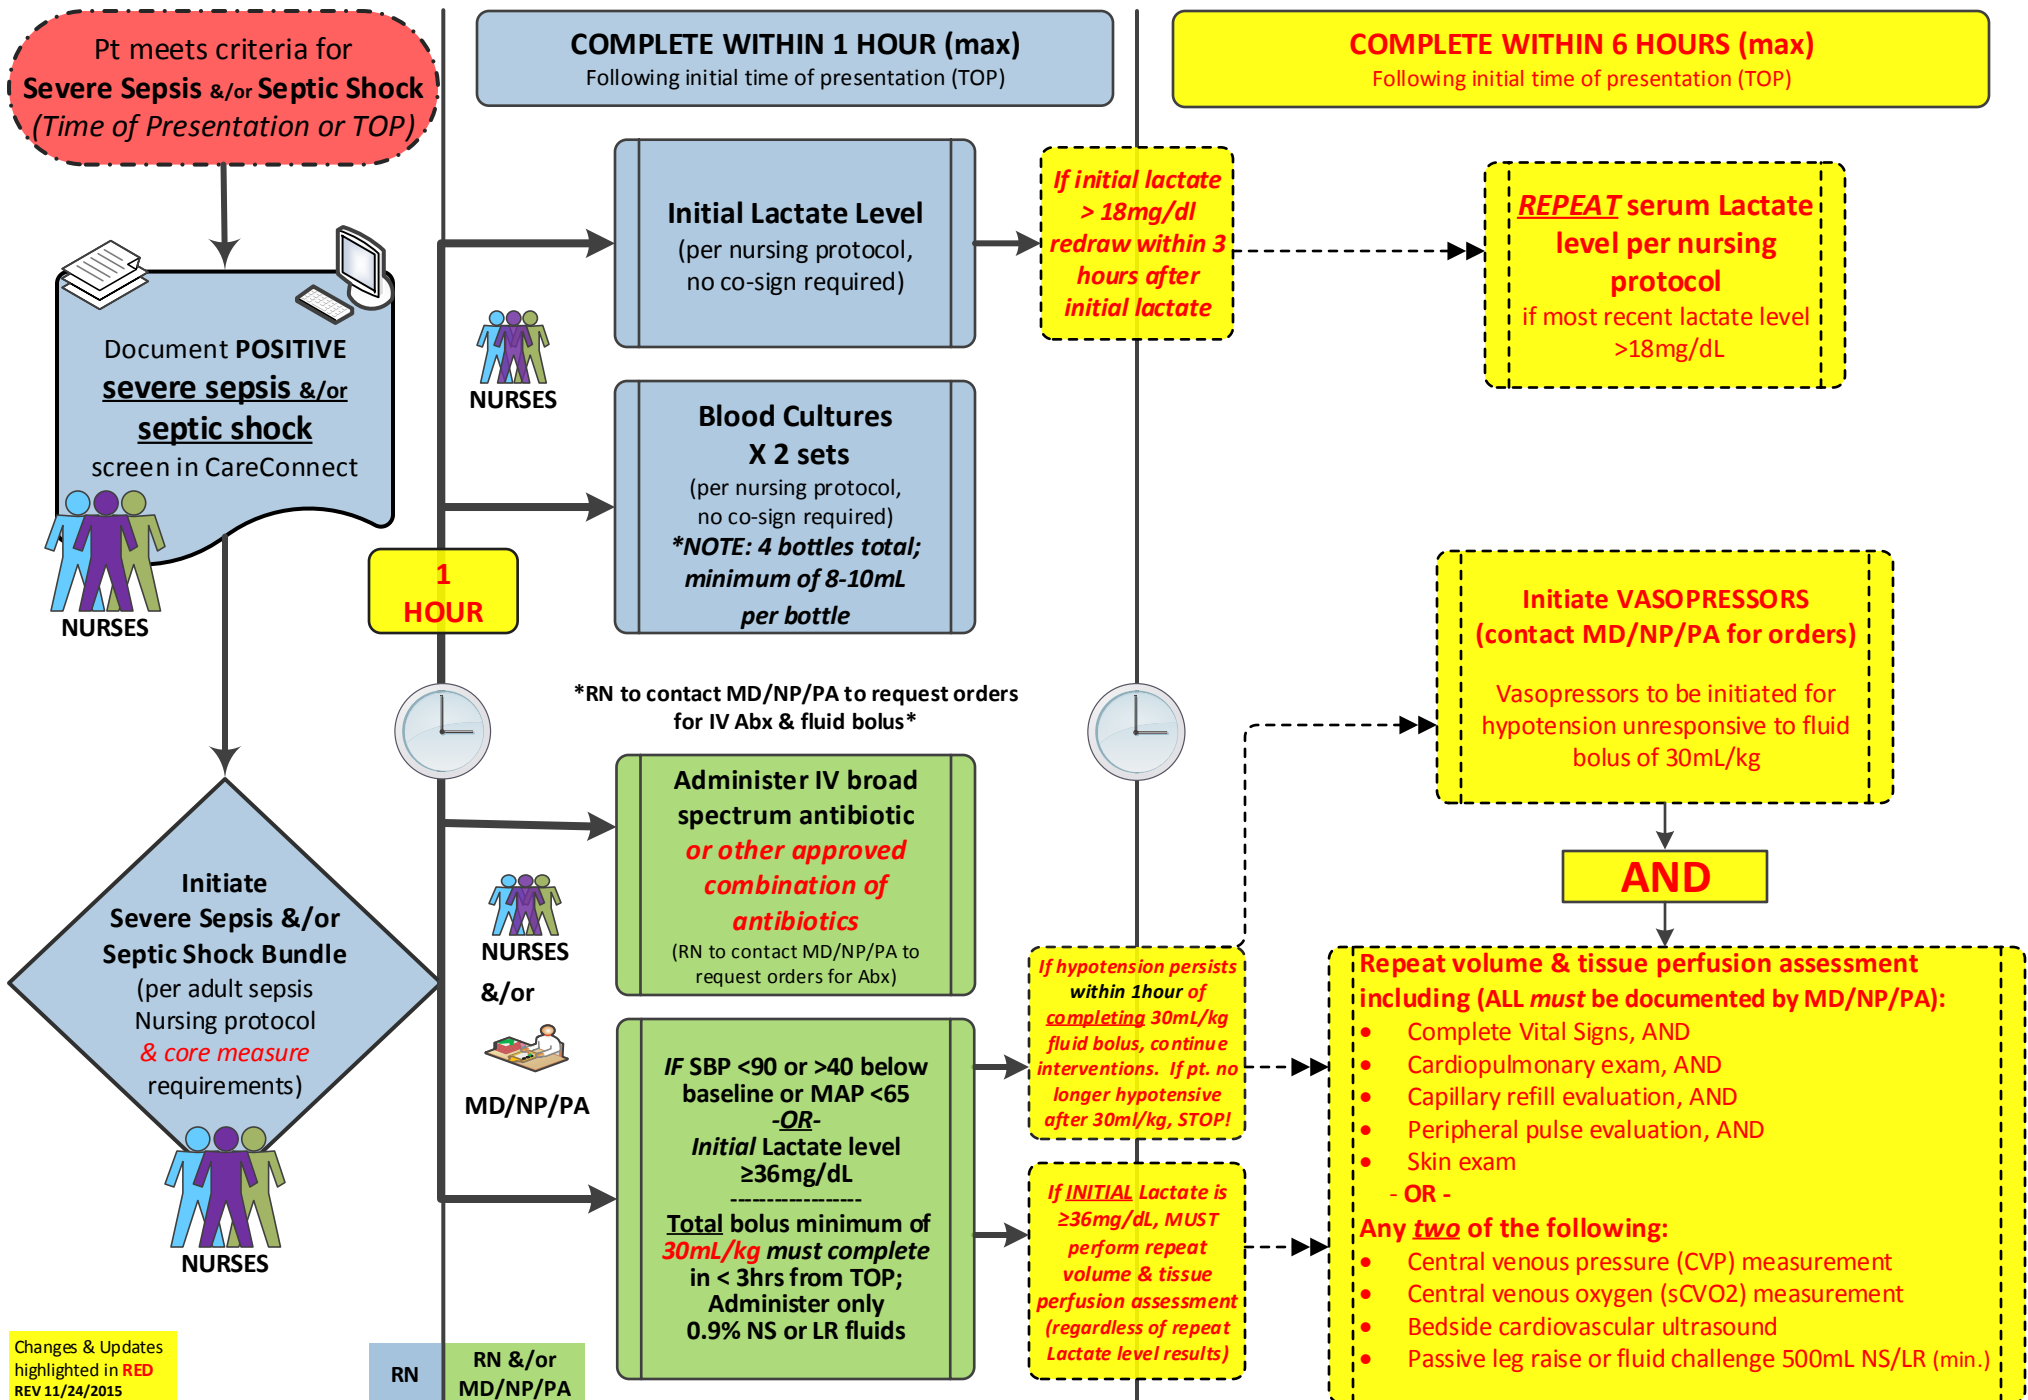 Pt meets criteria for
Severe Sepsis &/or Septic Shock
(Time of Presentation or TOP)
Document POSITIVE
severe sepsis &/or
septic shock
screen in CareConnect
NURSES
Initiate
Severe Sepsis &/or
Septic Shock Bundle
(per adult sepsis
Nursing protocol
& core measure
requirements)
NURSES
Changes & Updates
highlighted in RED
REV 11/24/2015
1
HOUR
RN
RN &/or
MD/NP/PA
COMPLETE WITHIN 1 HOUR (max)
Following initial time of presentation (TOP)
NURSES
Initial Lactate Level
(per nursing protocol,
no co-sign required)
Blood Cultures
X 2 sets
(per nursing protocol,
no co-sign required)
*NOTE: 4 bottles total;
minimum of 8-10mL
per bottle
*RN to contact MD/NP/PA to request orders
for IV Abx & fluid bolus*
NURSES
&/or
MD/NP/PA
Administer IV broad
spectrum antibiotic
or other approved
combination of
antibiotics
(RN to contact MD/NP/PA to
request orders for Abx)
IF SBP <90 or >40 below
baseline or MAP <65
-OR-
Initial Lactate level
≥36mg/dL
------------------
Total bolus minimum of
30mL/kg must complete
in < 3hrs from TOP;
Administer only
0.9% NS or LR fluids
COMPLETE WITHIN 6 HOURS (max)
Following initial time of presentation (TOP)
If initial lactate
> 18mg/dl
redraw within 3
hours after
initial lactate
REPEAT serum Lactate
level per nursing
protocol
if most recent lactate level
>18mg/dL
Initiate VASOPRESSORS
(contact MD/NP/PA for orders)
Vasopressors to be initiated for
hypotension unresponsive to fluid
bolus of 30mL/kg
AND
If hypotension persists
within 1hour of
completing 30mL/kg
fluid bolus, continue
interventions. If pt. no
longer hypotensive
after 30ml/kg, STOP!
If INITIAL Lactate is
≥36mg/dL, MUST
perform repeat
volume & tissue
perfusion assessment
(regardless of repeat
Lactate level results)
Repeat volume & tissue perfusion assessment
including (ALL must be documented by MD/NP/PA):
• Complete Vital Signs, AND
• Cardiopulmonary exam, AND
• Capillary refill evaluation, AND
• Peripheral pulse evaluation, AND
• Skin exam
- OR -
Any two of the following:
• Central venous pressure (CVP) measurement
• Central venous oxygen (sCVO2) measurement
• Bedside cardiovascular ultrasound
• Passive leg raise or fluid challenge 500mL NS/LR (min.)